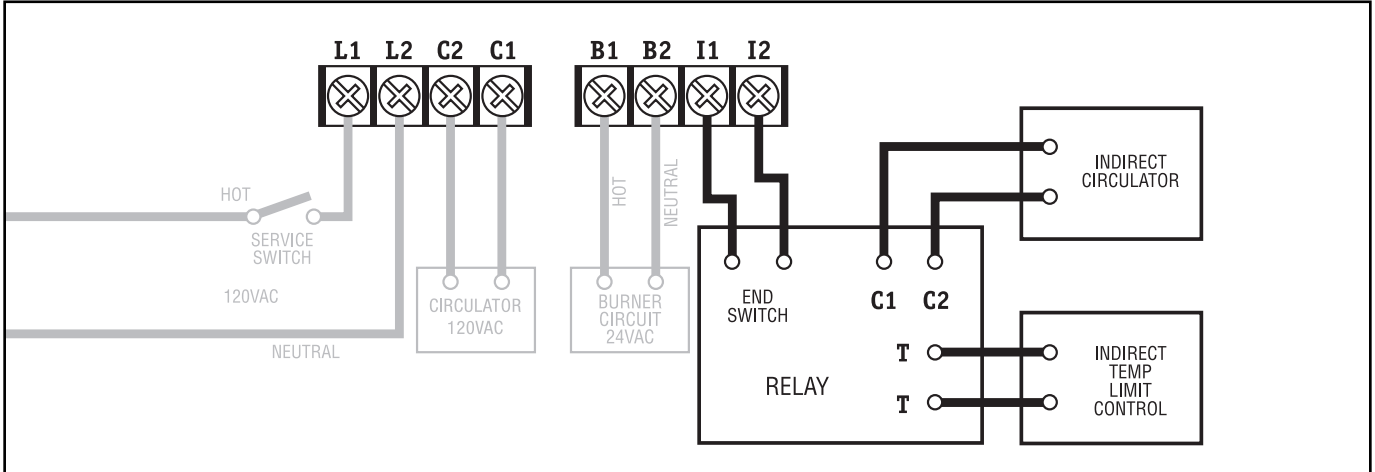 L1 L2 C2 C1 B1 B2 I1 I2
HOT
SERVICE
SWITCH
120VAC
NEUTRAL
CIRCULATOR
120VAC
HOT
NEUTRAL
BURNER
CIRCUIT
24VAC
END
SWITCH
C1 C2
T
T
RELAY
INDIRECT
CIRCULATOR
INDIRECT
TEMP
LIMIT
CONTROL